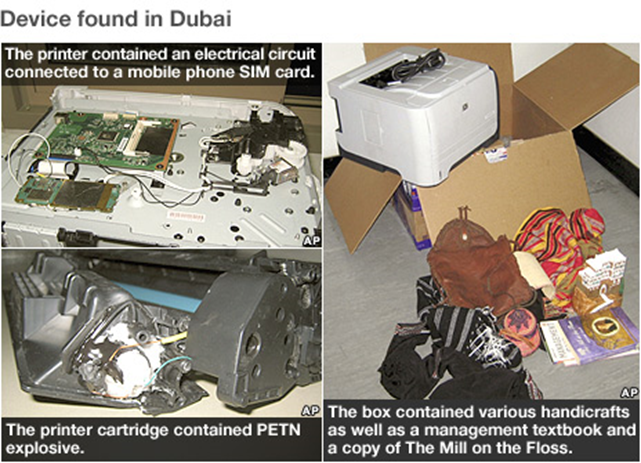 Device found in Dubai
The printer contained an electrical circuit
connected to a mobile phone SIM card.
AP
The printer cartridge contained PETN
explosive.
AP
The box contained various handicrafts
as well as a management textbook and
a copy of The Mill on the Floss.
AP
hp